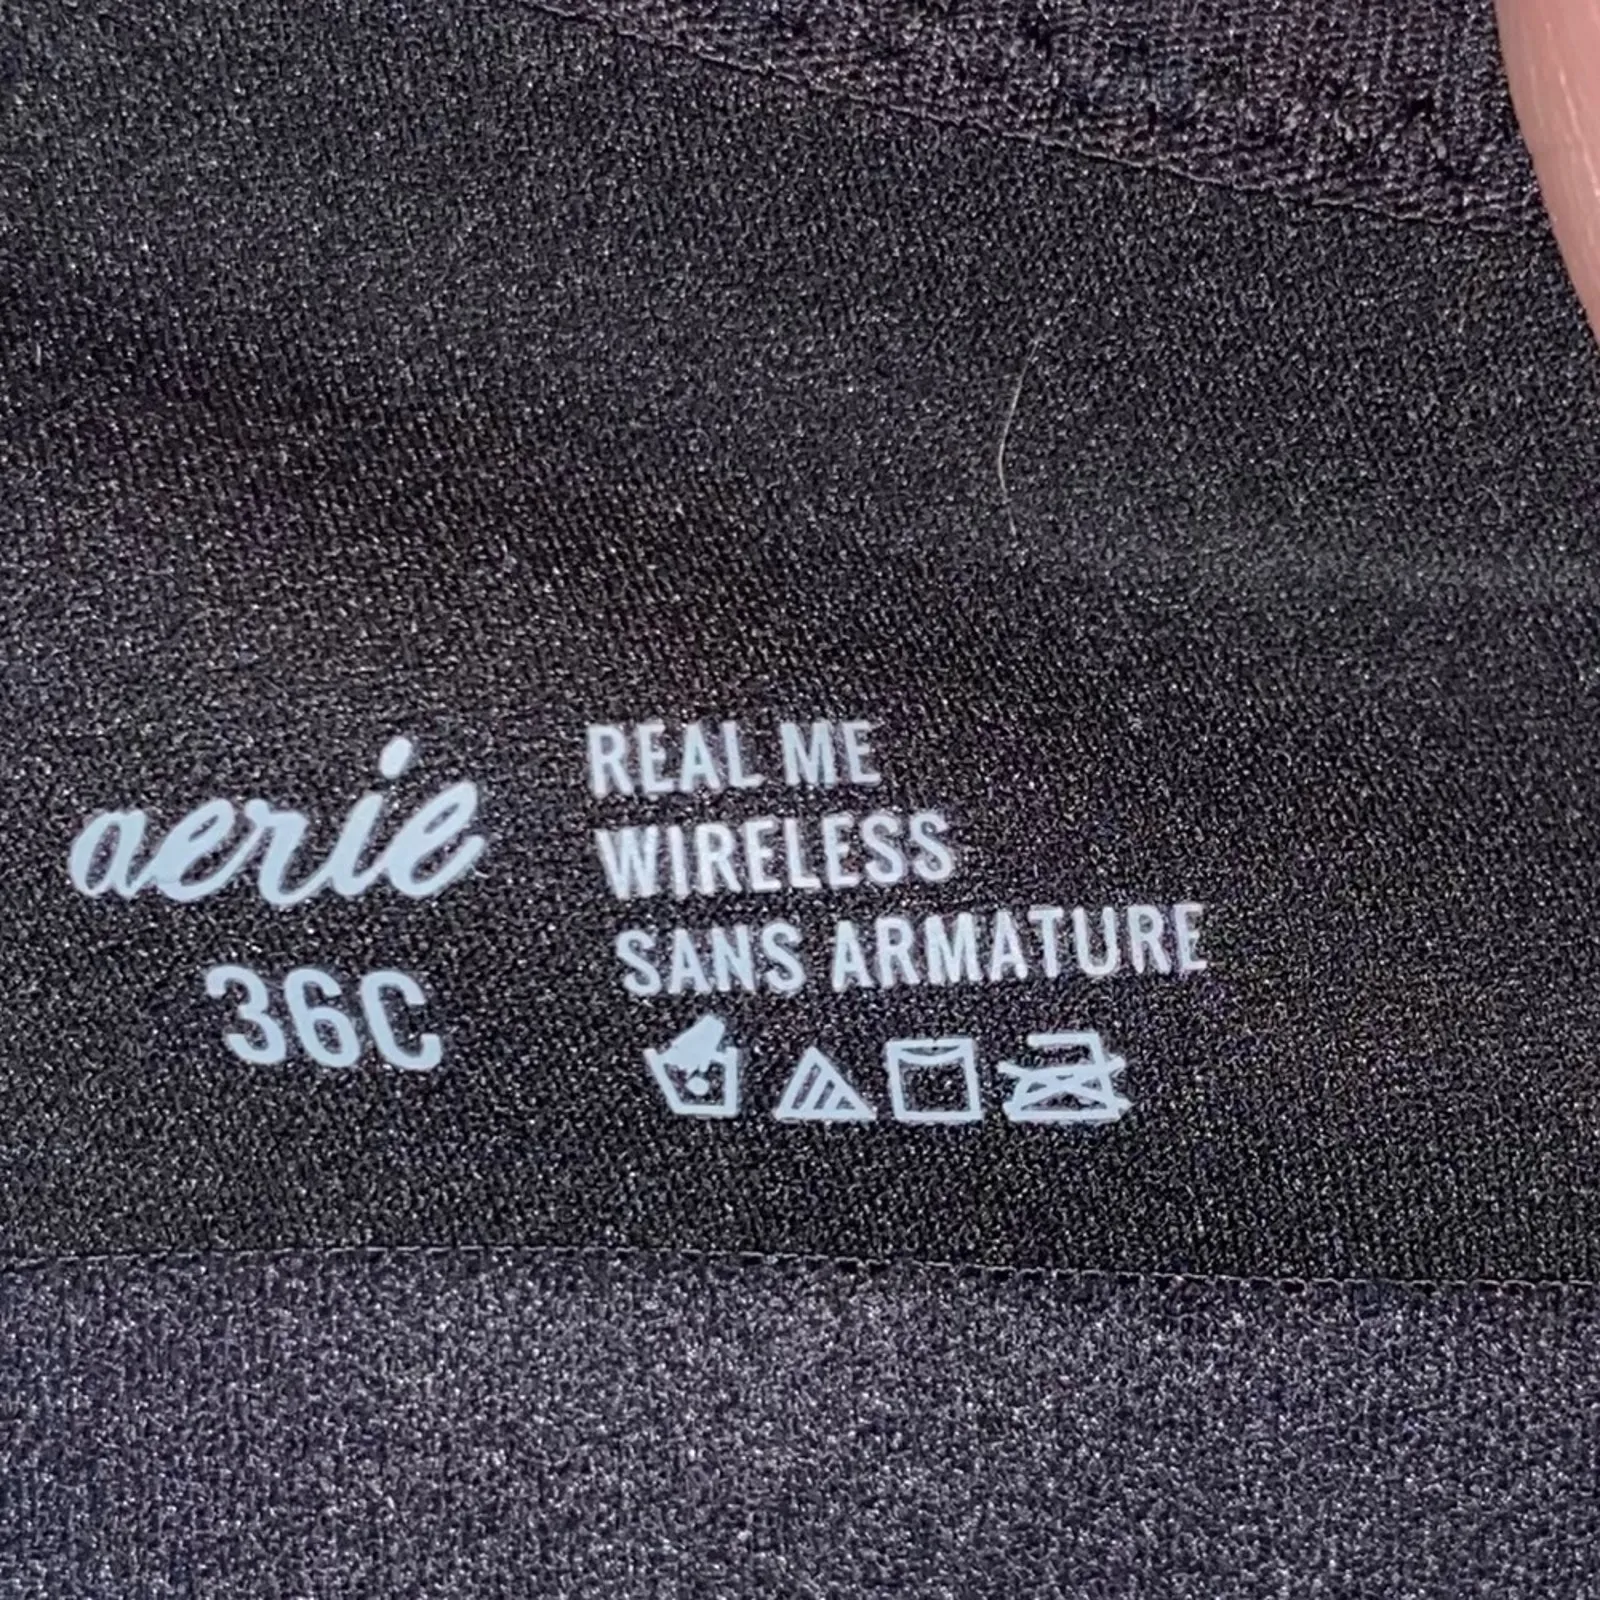 aerie
36C
REAL ME
WIRELESS
SANS ARMATURE